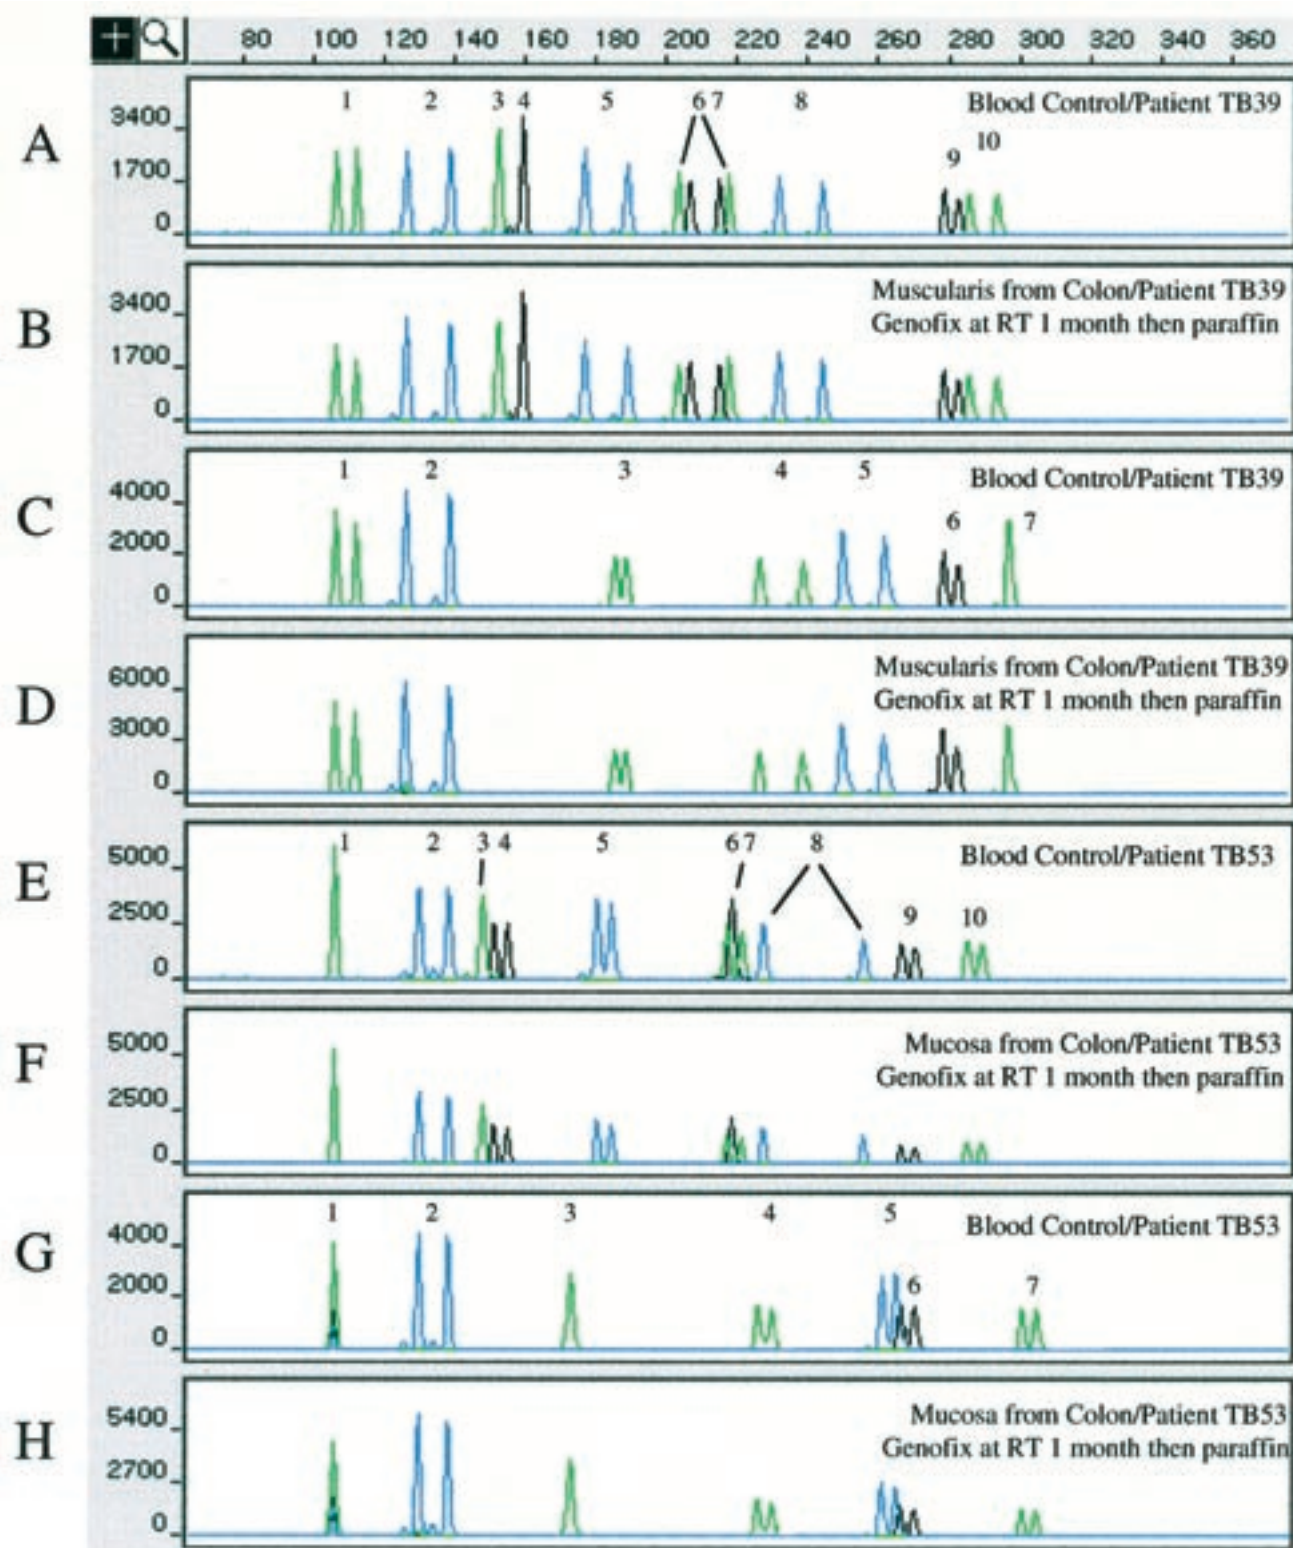 80 100 120 140 160 180 200 220 240 260 280 300 320 340 360
A
1 2 3 4 5 6 7 8 Blood Control/Patient TB39
9 10
3400
1700
0
B
Muscularis from Colon/Patient TB39
Genofix at RT 1 month then paraffin
3400
1700
0
C
1 2 3 4 5 Blood Control/Patient TB39
6 7
4000
2000
0
D
Muscularis from Colon/Patient TB39
Genofix at RT 1 month then paraffin
6000
3000
0
E
1 2 3 4 5 6 7 8 Blood Control/Patient TB53
9 10
5000
2500
0
F
Mucosa from Colon/Patient TB53
Genofix at RT 1 month then paraffin
5000
2500
0
G
1 2 3 4 5 Blood Control/Patient TB53
6 7
4000
2000
0
H
Mucosa from Colon/Patient TB53
Genofix at RT 1 month then paraffin
5400
2700
0